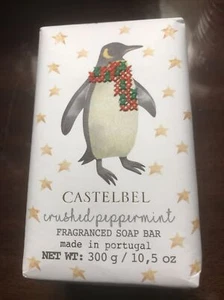 CASTELBEL
crushed peppermint
FRAGRANCED SOAP BAR
made in portugal
NET WT: 300 g / 10,5 oz